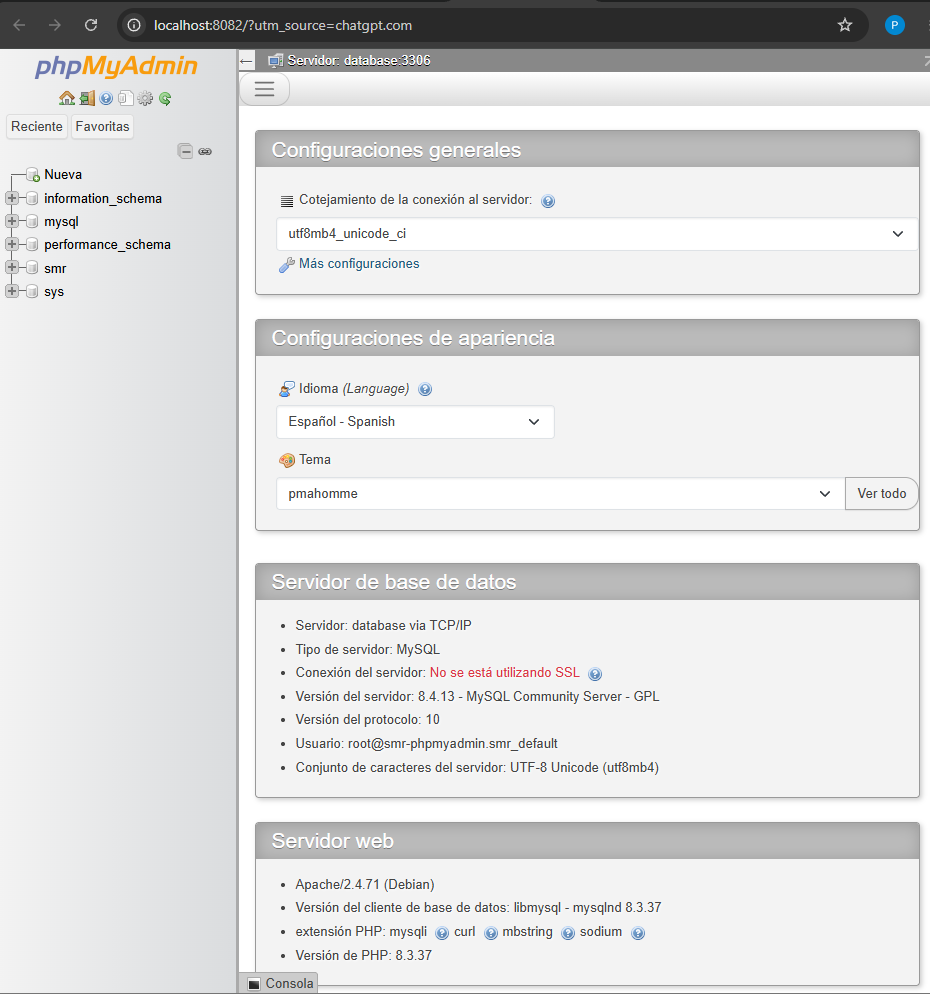 localhost:8082/?utm_source=chatgpt.com
P
phpMyAdmin
Reciente
Favoritas
Nueva
information_schema
mysql
performance_schema
smr
sys
Servidor: database:3306
Configuraciones generales
Cotejamiento de la conexión al servidor:
utf8mb4_unicode_ci
Más configuraciones
Configuraciones de apariencia
Idioma (Language)
Español - Spanish
Tema
pmahomme
Ver todo
Servidor de base de datos
Servidor: database via TCP/IP
Tipo de servidor: MySQL
Conexión del servidor: No se está utilizando SSL
Versión del servidor: 8.4.13 - MySQL Community Server - GPL
Versión del protocolo: 10
Usuario: root@smr-phpmyadmin.smr_default
Conjunto de caracteres del servidor: UTF-8 Unicode (utf8mb4)
Servidor web
Apache/2.4.71 (Debian)
Versión del cliente de base de datos: libmysql - mysqlnd 8.3.37
extensión PHP: mysqli curl mbstring sodium
Versión de PHP: 8.3.37
Consola